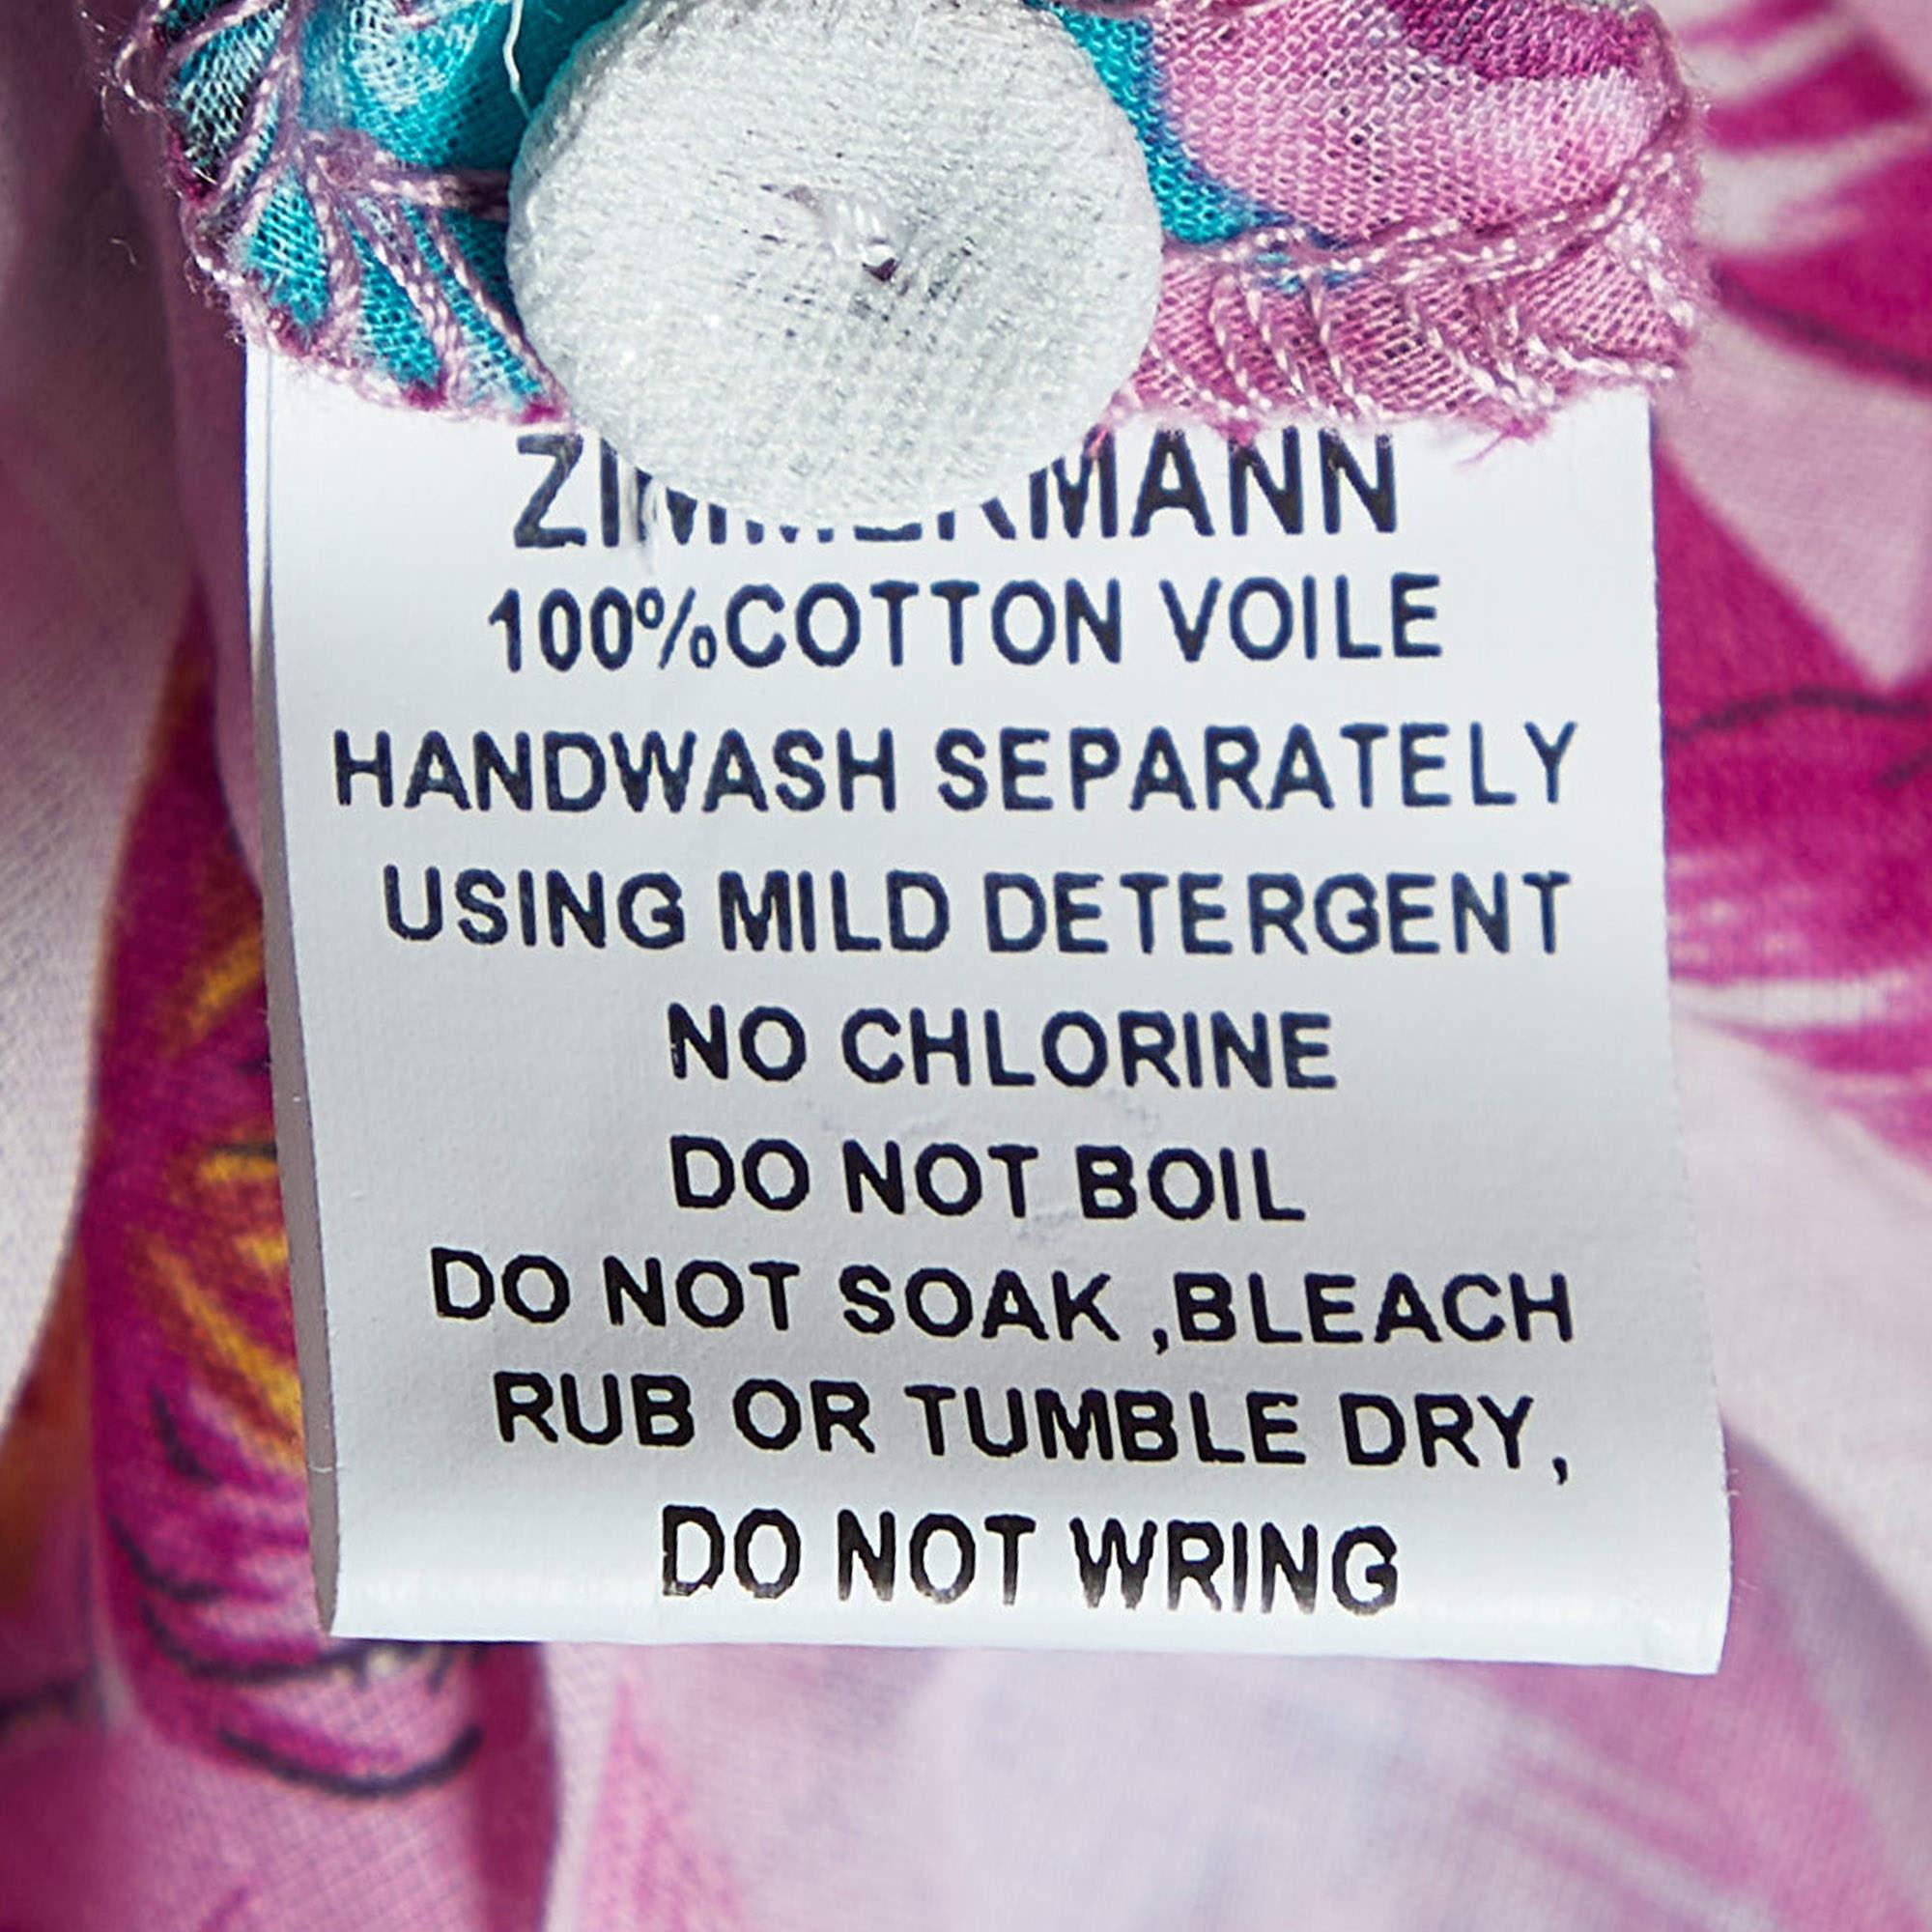 ZIMMERMANN
100%COTTON VOILE
HANDWASH SEPARATELY
USING MILD DETERGENT
NO CHLORINE
DO NOT BOIL
DO NOT SOAK ,BLEACH
RUB OR TUMBLE DRY,
DO NOT WRING